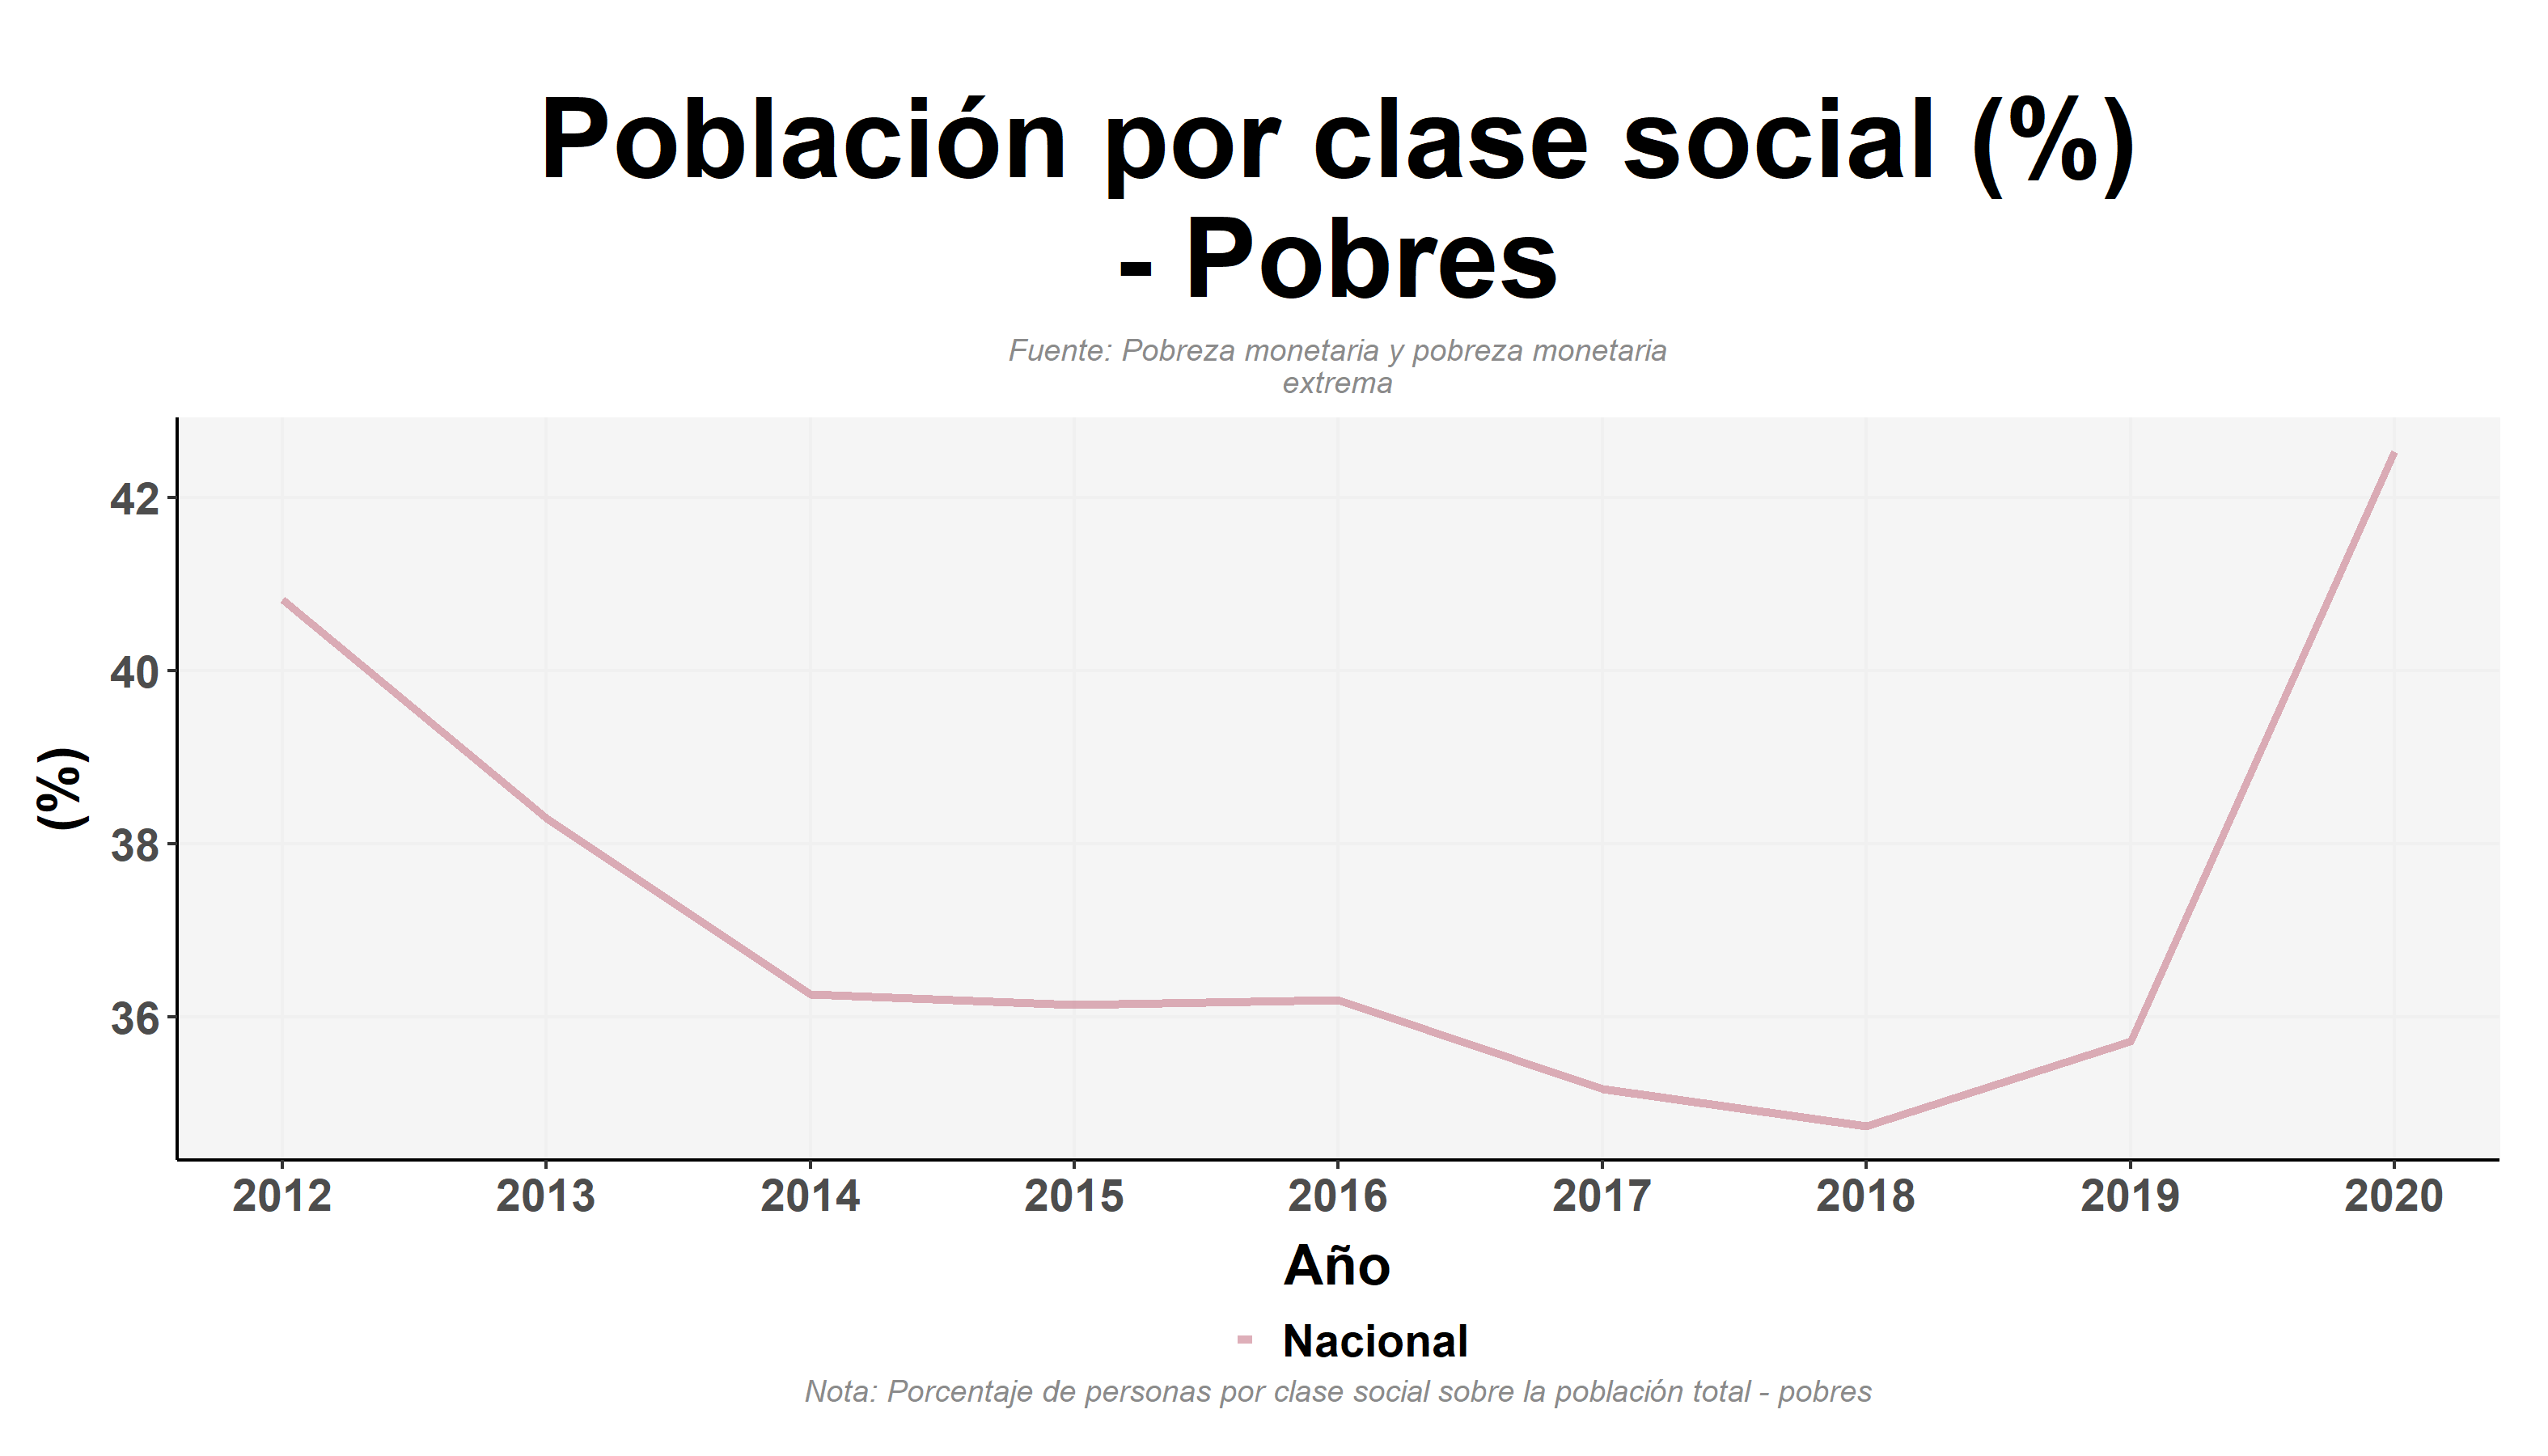 Población por clase social (%)
- Pobres
Fuente: Pobreza monetaria y pobreza monetaria
extrema
42
40
38
36
(%)
2012 2013 2014 2015 2016 2017 2018 2019 2020
Año
Nacional
Nota: Porcentaje de personas por clase social sobre la población total - pobres